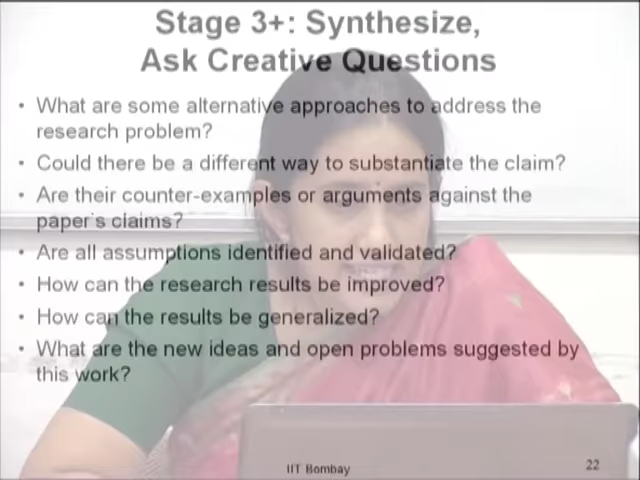 Stage 3+: Synthesize,
Ask Creative Questions
• What are some alternative approaches to address the
research problem?
• Could there be a different way to substantiate the claim?
• Are their counter-examples or arguments against the
paper's claims?
• Are all assumptions identified and validated?
• How can the research results be improved?
• How can the results be generalized?
• What are the new ideas and open problems suggested by
this work?
IIT Bombay
22